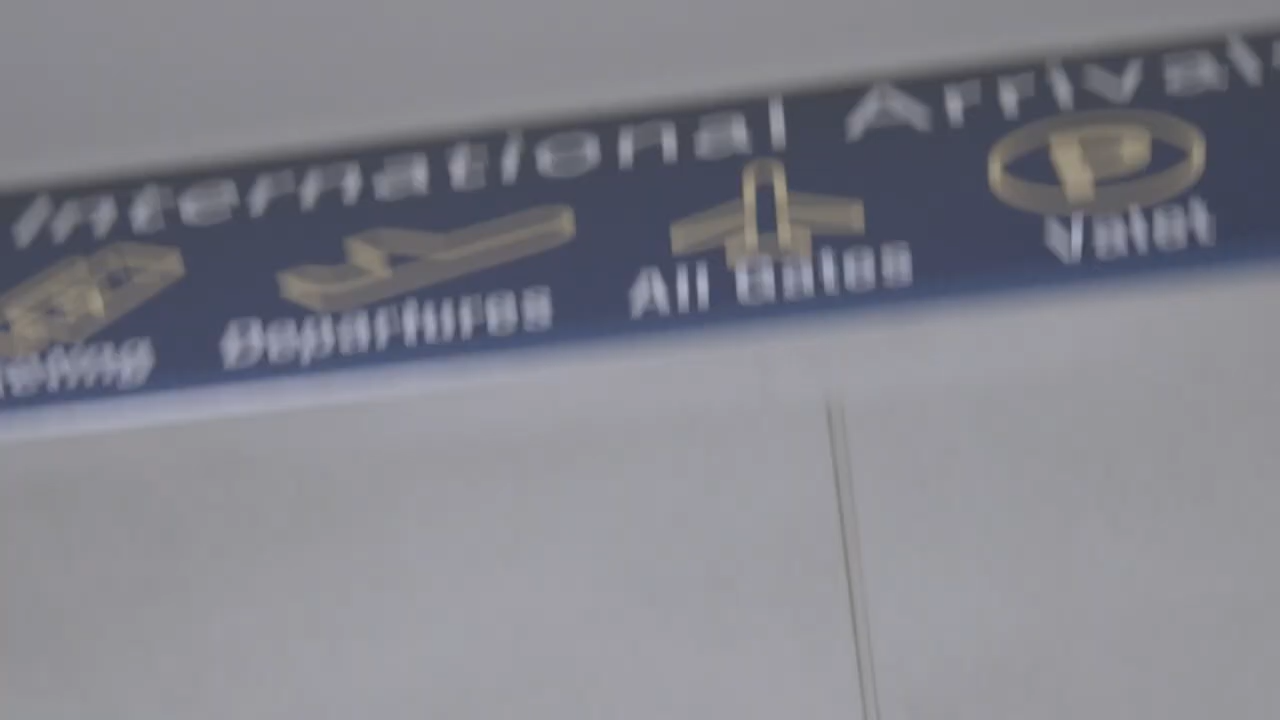 International Arrivals
Departures
All Gates
P
Valet